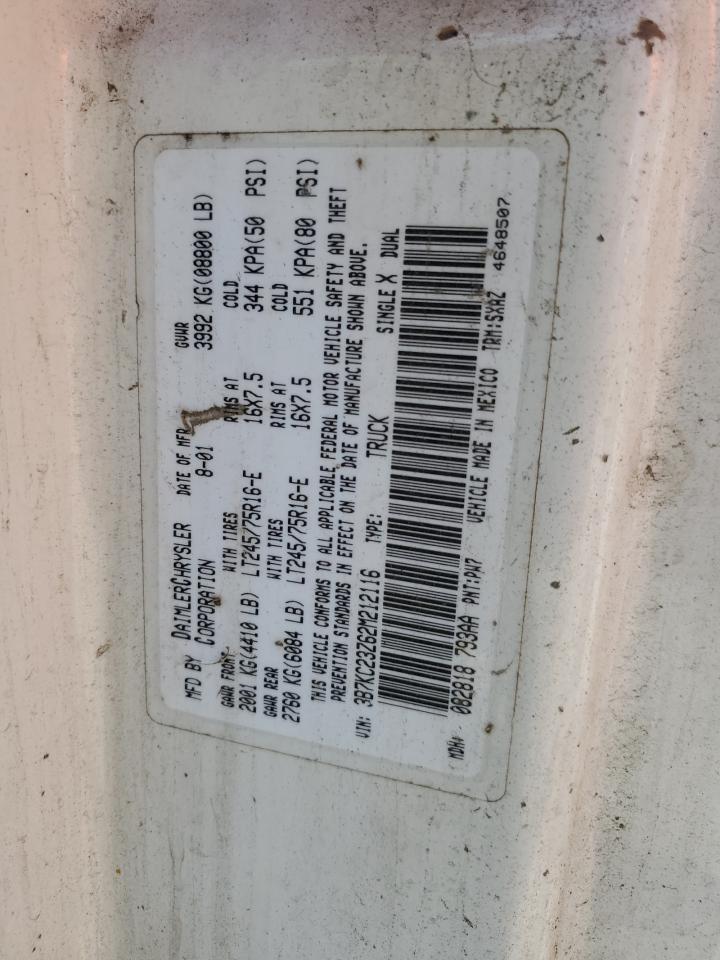 MFD BY DAIMLERCHRYSLER CORPORATION DATE OF MFR 8-01 GVWR 3992 KG(08800 LB)
GAWR FRONT WITH TIRES RIMS AT COLD
2001 KG(4410 LB) LT245/75R16-E 16X7.5 344 KPA(50 PSI)
GAWR REAR WITH TIRES RIMS AT COLD
2760 KG(6084 LB) LT245/75R16-E 16X7.5 551 KPA(80 PSI)
THIS VEHICLE CONFORMS TO ALL APPLICABLE FEDERAL MOTOR VEHICLE SAFETY AND THEFT
PREVENTION STANDARDS IN EFFECT ON THE DATE OF MANUFACTURE SHOWN ABOVE.
VIN: 3B7KC23Z62M212116 TYPE: TRUCK SINGLE X DUAL
MDH: 082818 793AA PNT:PW7 VEHICLE MADE IN MEXICO TRM:SXAZ 4648507